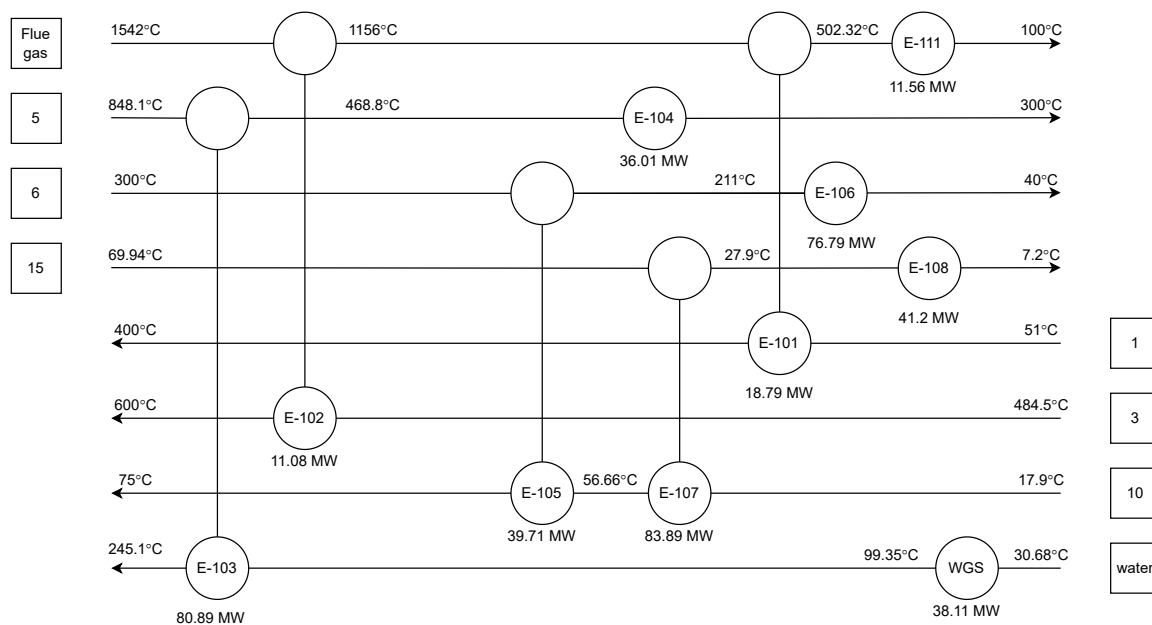 Flue
gas
1542°C
1156°C
502.32°C
E-111
100°C
11.56 MW
5
848.1°C
468.8°C
E-104
300°C
36.01 MW
6
300°C
211°C
E-106
40°C
76.79 MW
15
69.94°C
27.9°C
E-108
7.2°C
41.2 MW
400°C
E-101
51°C
1
18.79 MW
600°C
E-102
484.5°C
3
11.08 MW
75°C
E-105
56.66°C
E-107
17.9°C
10
39.71 MW
83.89 MW
245.1°C
E-103
99.35°C
WGS
30.68°C
water
80.89 MW
38.11 MW